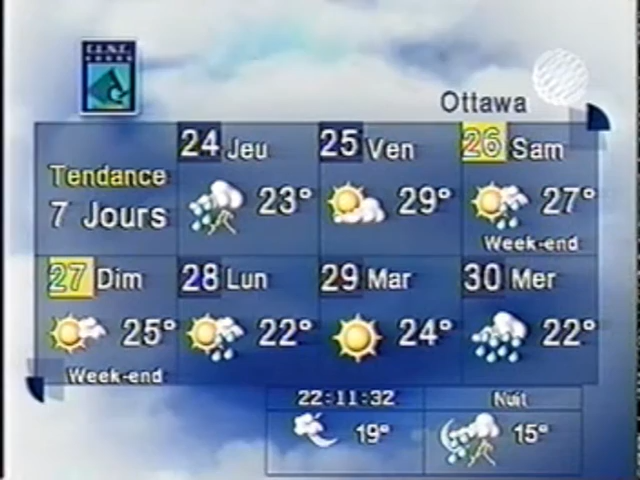 Ottawa
Tendance
7 Jours
24 Jeu
23°
25 Ven
29°
26 Sam
27°
Week-end
27 Dim
25°
Week-end
28 Lun
22°
29 Mar
24°
30 Mer
22°
22:11:32
19°
Nuit
15°